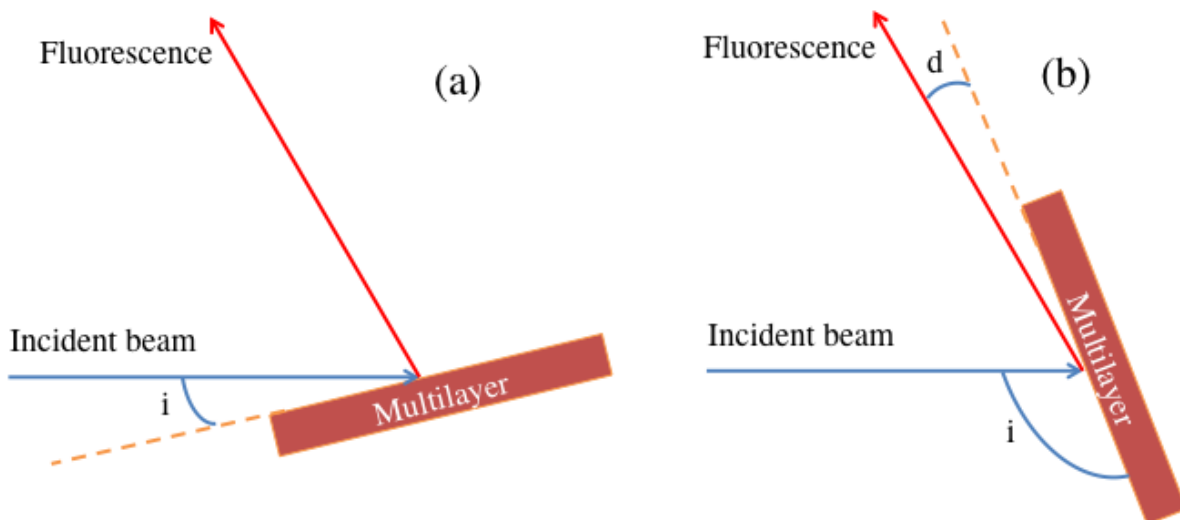 Fluorescence
(a)
Incident beam
i
Multilayer
Fluorescence
d
(b)
Incident beam
i
Multilayer